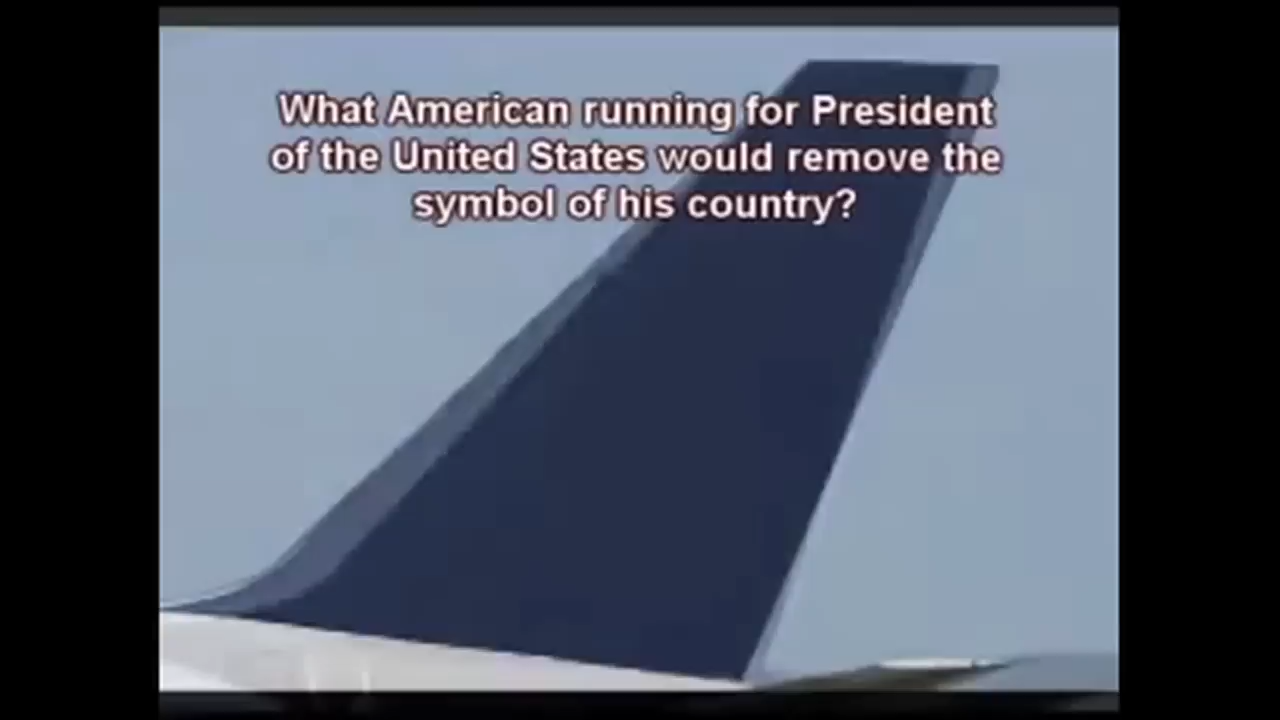 What American running for President
of the United States would remove the
symbol of his country?